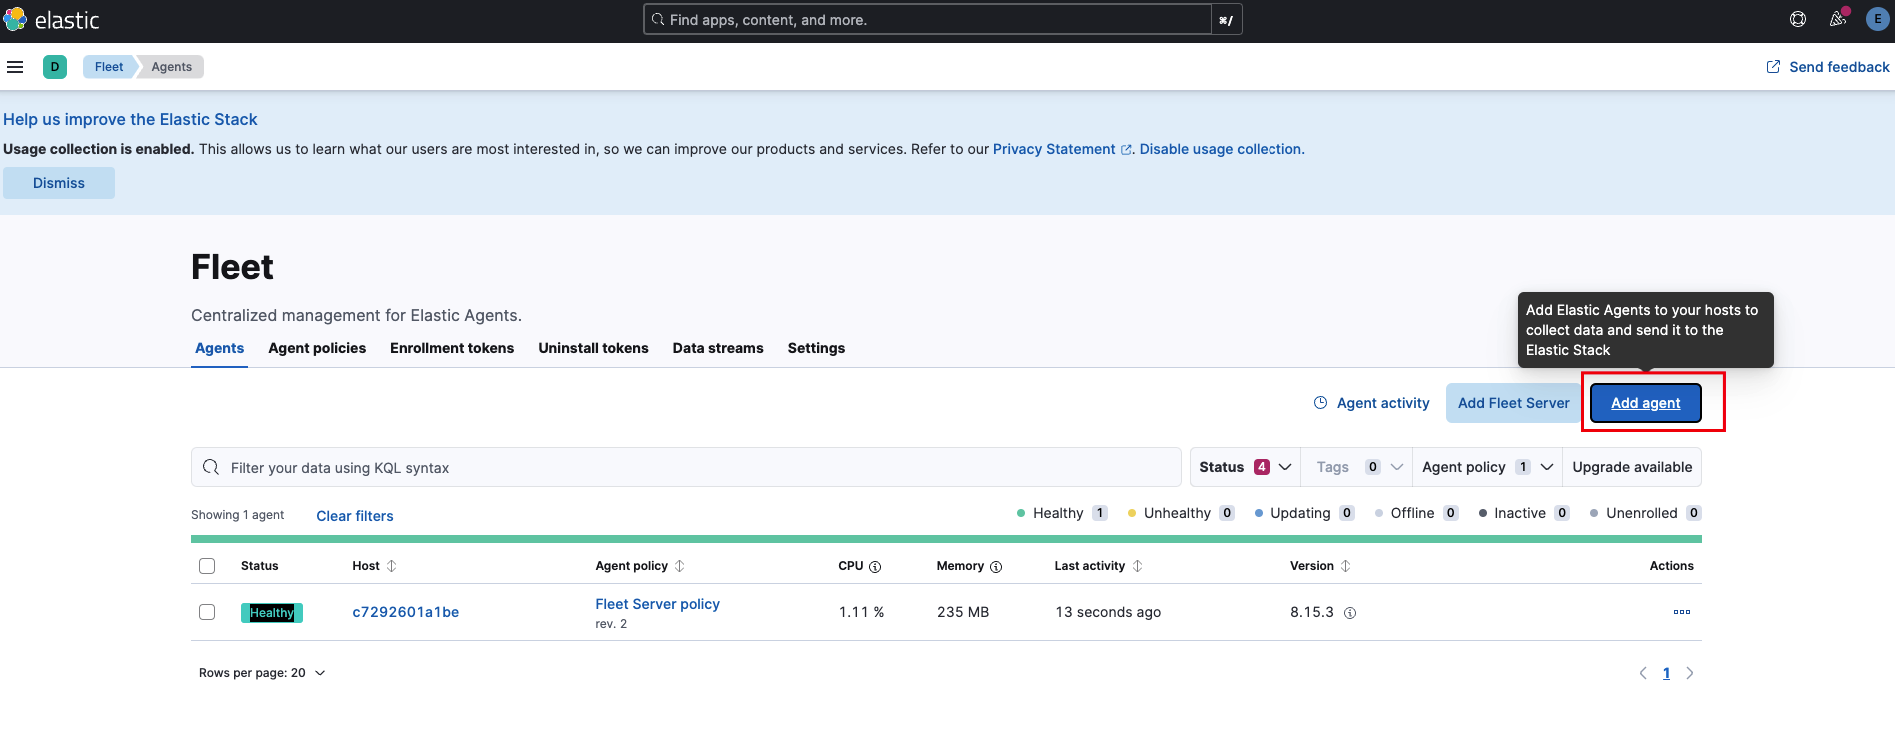 elastic
Find apps, content, and more.
⌘/
E
D
Fleet
Agents
Send feedback
Help us improve the Elastic Stack
Usage collection is enabled. This allows us to learn what our users are most interested in, so we can improve our products and services. Refer to our Privacy Statement. Disable usage collection.
Dismiss
Fleet
Centralized management for Elastic Agents.
Add Elastic Agents to your hosts to
collect data and send it to the
Elastic Stack
Agents Agent policies Enrollment tokens Uninstall tokens Data streams Settings
Agent activity Add Fleet Server Add agent
Filter your data using KQL syntax
Status 4 Tags 0 Agent policy 1 Upgrade available
Showing 1 agent Clear filters Healthy 1 Unhealthy 0 Updating 0 Offline 0 Inactive 0 Unenrolled 0
Status Host Agent policy CPU Memory Last activity Version Actions
Healthy c7292601a1be Fleet Server policy 1.11 % 235 MB 13 seconds ago 8.15.3
rev. 2
Rows per page: 20 1